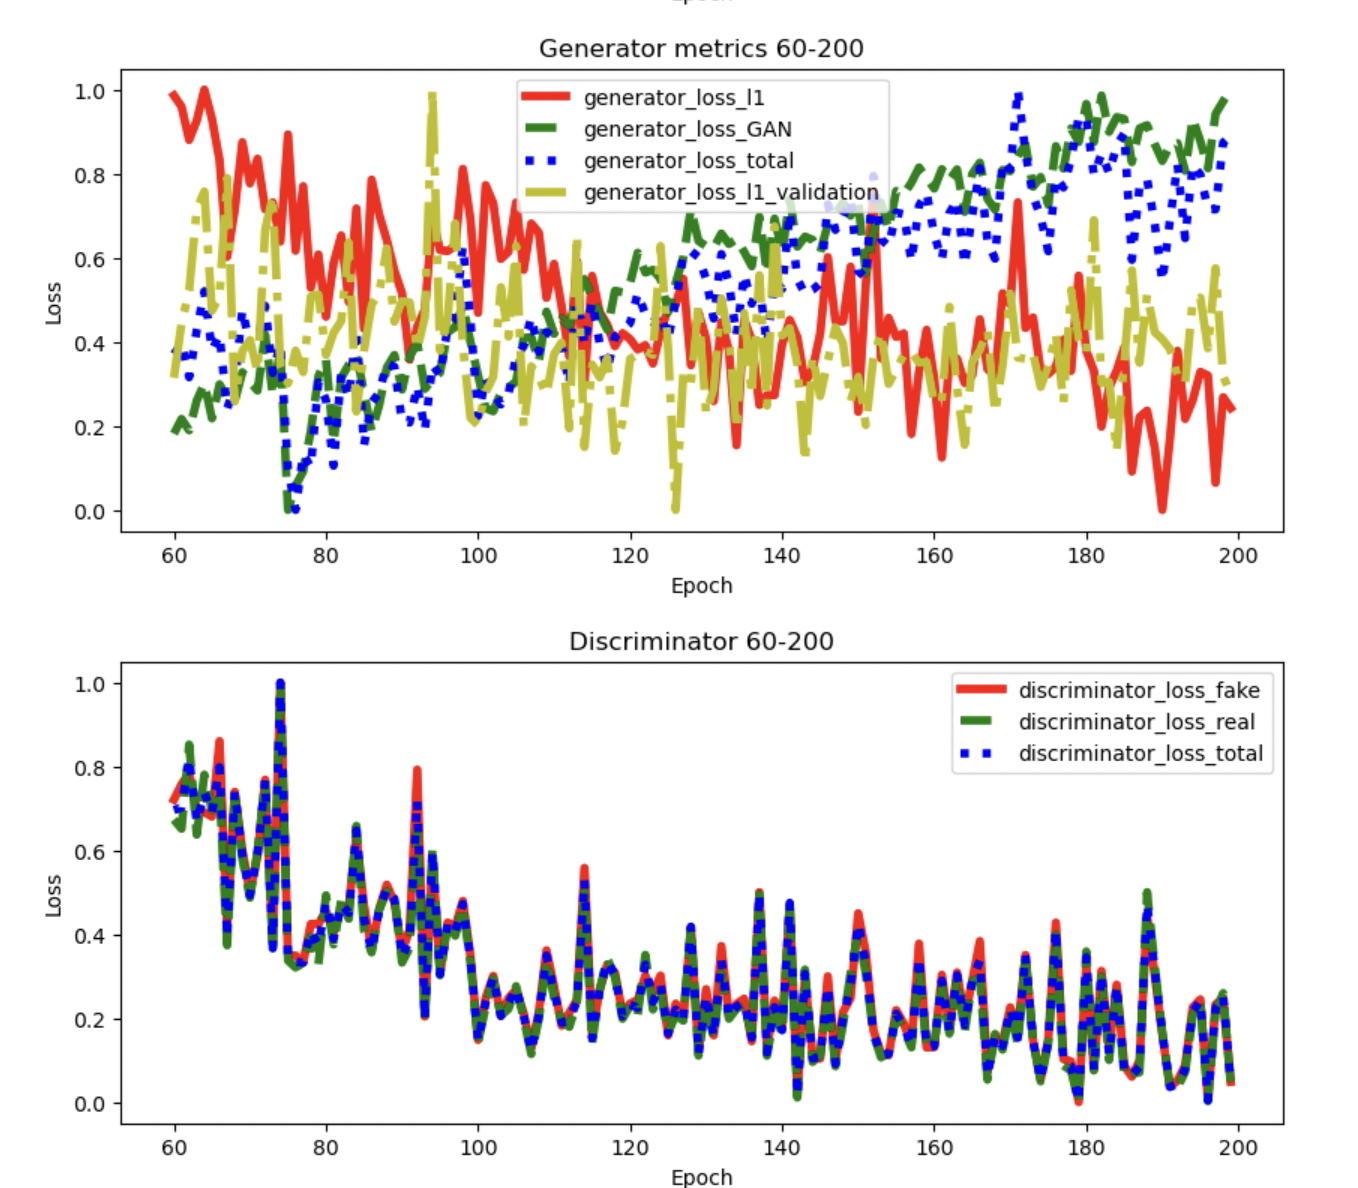 Epoch
Generator metrics 60-200
generator_loss_l1
generator_loss_GAN
generator_loss_total
generator_loss_l1_validation
1.0
0.8
0.6
0.4
0.2
0.0
Loss
60 80 100 120 140 160 180 200
Epoch
Discriminator 60-200
discriminator_loss_fake
discriminator_loss_real
discriminator_loss_total
1.0
0.8
0.6
0.4
0.2
0.0
Loss
60 80 100 120 140 160 180 200
Epoch